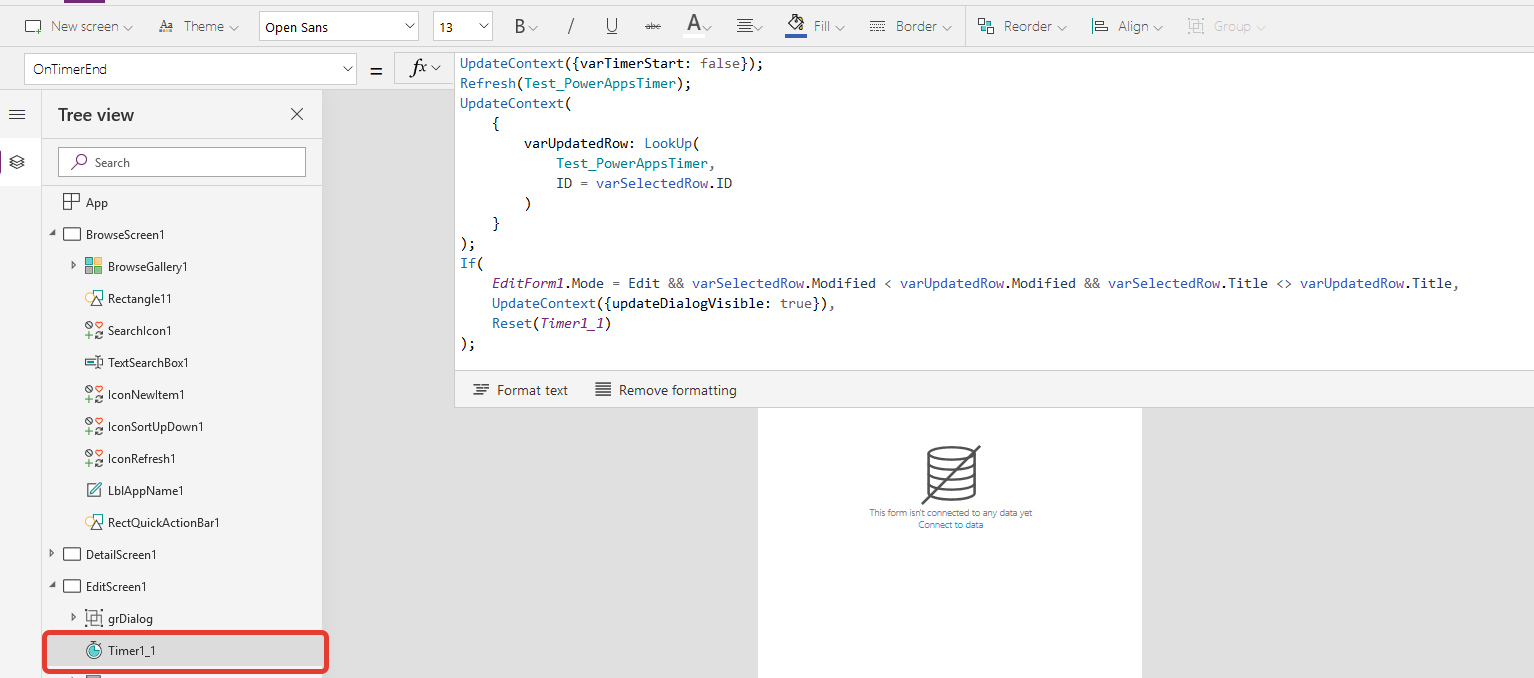 New screen Theme Open Sans 13 B / U abc A Fill Border Reorder Align Group
OnTimerEnd = fx
UpdateContext({varTimerStart: false});
Refresh(Test_PowerAppsTimer);
UpdateContext(
{
varUpdatedRow: LookUp(
Test_PowerAppsTimer,
ID = varSelectedRow.ID
)
}
);
If(
EditForm1.Mode = Edit && varSelectedRow.Modified < varUpdatedRow.Modified && varSelectedRow.Title <> varUpdatedRow.Title,
UpdateContext({updateDialogVisible: true}),
Reset(Timer1_1)
);
Format text Remove formatting
Tree view
Search
App
BrowseScreen1
BrowseGallery1
Rectangle11
SearchIcon1
TextSearchBox1
IconNewItem1
IconSortUpDown1
IconRefresh1
LblAppName1
RectQuickActionBar1
DetailScreen1
EditScreen1
grDialog
Timer1_1
This form isn't connected to any data yet
Connect to data